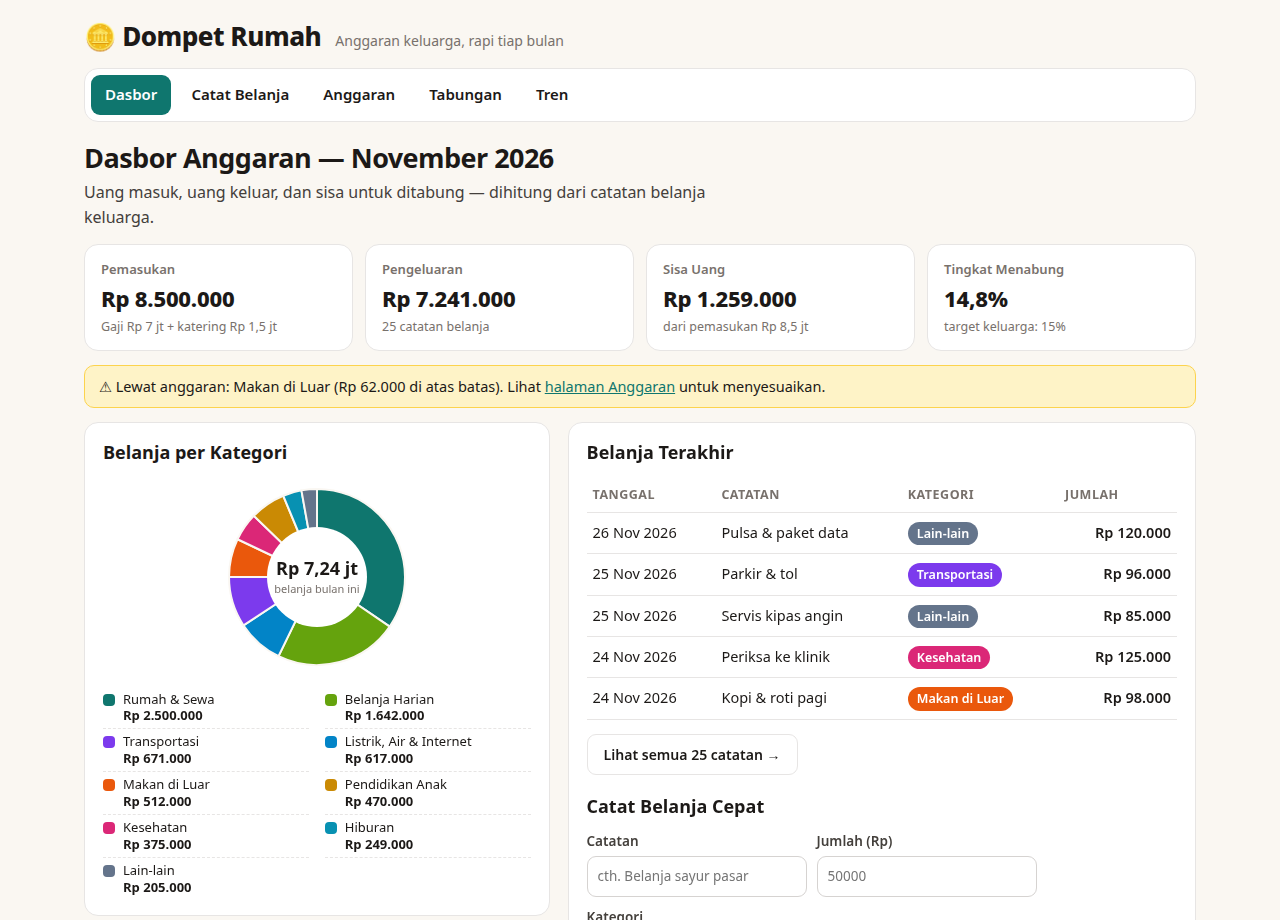 🪙 Dompet Rumah Anggaran keluarga, rapi tiap bulan
Dasbor Catat Belanja Anggaran Tabungan Tren
Dasbor Anggaran — November 2026
Uang masuk, uang keluar, dan sisa untuk ditabung — dihitung dari catatan belanja
keluarga.
Pemasukan
Rp 8.500.000
Gaji Rp 7 jt + katering Rp 1,5 jt
Pengeluaran
Rp 7.241.000
25 catatan belanja
Sisa Uang
Rp 1.259.000
dari pemasukan Rp 8,5 jt
Tingkat Menabung
14,8%
target keluarga: 15%
⚠ Lewat anggaran: Makan di Luar (Rp 62.000 di atas batas). Lihat halaman Anggaran untuk menyesuaikan.
Belanja per Kategori
Rp 7,24 jt
belanja bulan ini
Rumah & Sewa
Rp 2.500.000
Belanja Harian
Rp 1.642.000
Transportasi
Rp 671.000
Listrik, Air & Internet
Rp 617.000
Makan di Luar
Rp 512.000
Pendidikan Anak
Rp 470.000
Kesehatan
Rp 375.000
Hiburan
Rp 249.000
Lain-lain
Rp 205.000
Belanja Terakhir
TANGGAL CATATAN KATEGORI JUMLAH
26 Nov 2026 Pulsa & paket data Lain-lain Rp 120.000
25 Nov 2026 Parkir & tol Transportasi Rp 96.000
25 Nov 2026 Servis kipas angin Lain-lain Rp 85.000
24 Nov 2026 Periksa ke klinik Kesehatan Rp 125.000
24 Nov 2026 Kopi & roti pagi Makan di Luar Rp 98.000
Lihat semua 25 catatan →
Catat Belanja Cepat
Catatan Jumlah (Rp)
cth. Belanja sayur pasar 50000
Kategori